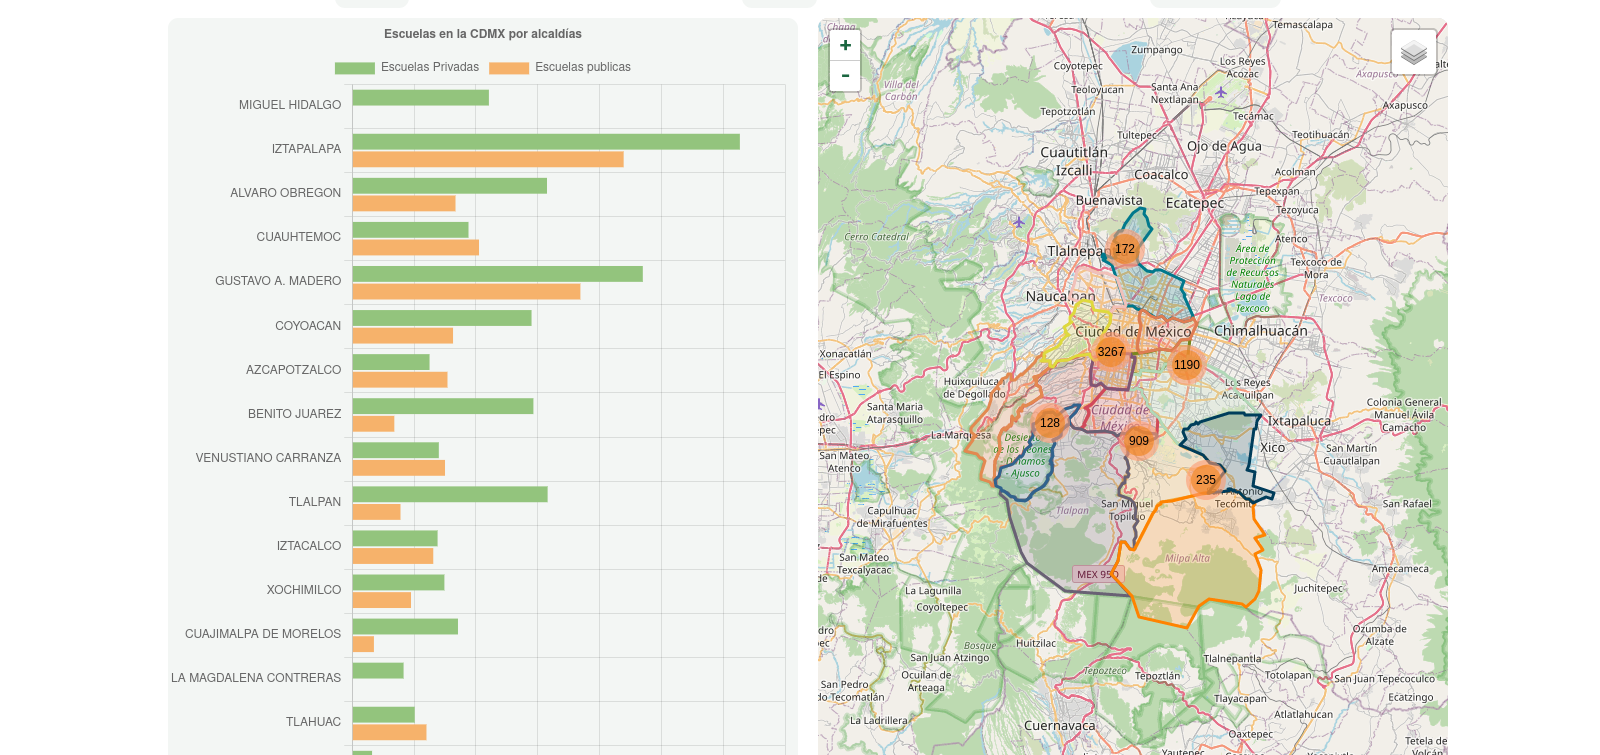 Escuelas en la CDMX por alcaldías
Escuelas Privadas
Escuelas publicas
MIGUEL HIDALGO
IZTAPALAPA
ALVARO OBREGON
CUAUHTEMOC
GUSTAVO A. MADERO
COYOACAN
AZCAPOTZALCO
BENITO JUAREZ
VENUSTIANO CARRANZA
TLALPAN
IZTACALCO
XOCHIMILCO
CUAJIMALPA DE MORELOS
LA MAGDALENA CONTRERAS
TLAHUAC
+
-
Temascalapa
Zumpango
Coyotepec
Los Reyes
Acozac
Axapusco
Villa del
Carbón
Teoloyucan
Santa Ana
Nextlalpan
Axapusco
Tepotzotlán
Tecámac
Tultepec
Teotihuacán
Ojo de Agua
Cuautitlán
Izcalli
Coacalco
Acolman
Tepexpan
Buenavista
Ecatepec
Tezoyuca
Cerro Catedral
Tlalnepa
172
Atenco
Área de
Protección
de Recursos
Naturales
Lago de
Texcoco
Texcoco de
Mora
Texcoco
Naucalpan
Ciudad de México
Chimalhuacán
Xonacatlán
3267
1190
El Espino
Huixquilucan
de Degollado
Los Reyes
Acaquilpan
Santa María
Atarasquillo
Ciudad de
Méxi
Colonia General
Manuel Ávila
Camacho
128
Ixtapaluca
La Marquesa
Desie
de los Leones
Dinamos
Ajusco
909
Xico
San Mateo
Atenco
San Martín
Cuautlalpan
235
Antonio
Tecómitl
San Miguel
Topilejo
San Rafael
Capulhuac
de Mirafuentes
Tlalpan
San Mateo
Texcalyacac
Milpa Alta
MEX 95D
Amecameca
La Lagunilla
Juchitepec
Coyoltepec
Ozumba de
Alzate
Huitzilac
Bosque
San Juan Atzingo
Tlalnepantla
Ocuilan de
Arteaga
Tepozteco
Tepoztlán
Totolapan
San Juan Tepecoculco
San Pedro
Ecatzingo
Tlayacapan
Atlatlahucan
La Ladrillera
Cuernavaca
Oaxtepec
Yautepec
Tetela de